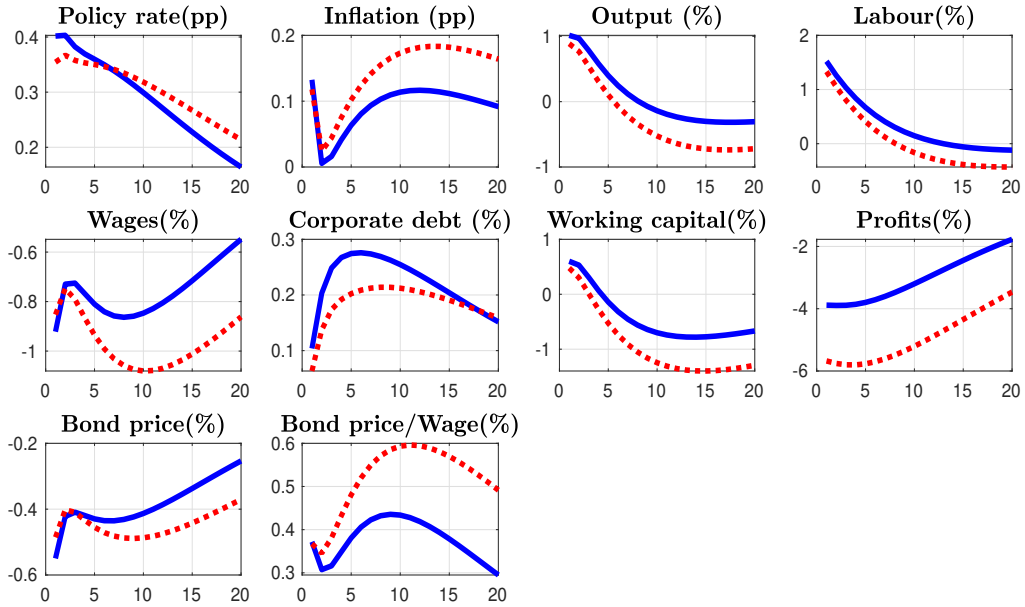 Policy rate(pp)
Inflation (pp)
Output (%)
Labour(%)
0.4
0.3
0.2
0 5 10 15 20
0.2
0.1
0
0 5 10 15 20
1
0
-1
0 5 10 15 20
2
1
0
0 5 10 15 20
Wages(%)
Corporate debt (%)
Working capital(%)
Profits(%)
-0.6
-0.8
-1
0 5 10 15 20
0.3
0.2
0.1
0 5 10 15 20
1
0
-1
0 5 10 15 20
-2
-4
-6
0 5 10 15 20
Bond price(%)
Bond price/Wage(%)
-0.2
-0.4
-0.6
0 5 10 15 20
0.6
0.5
0.4
0.3
0 5 10 15 20